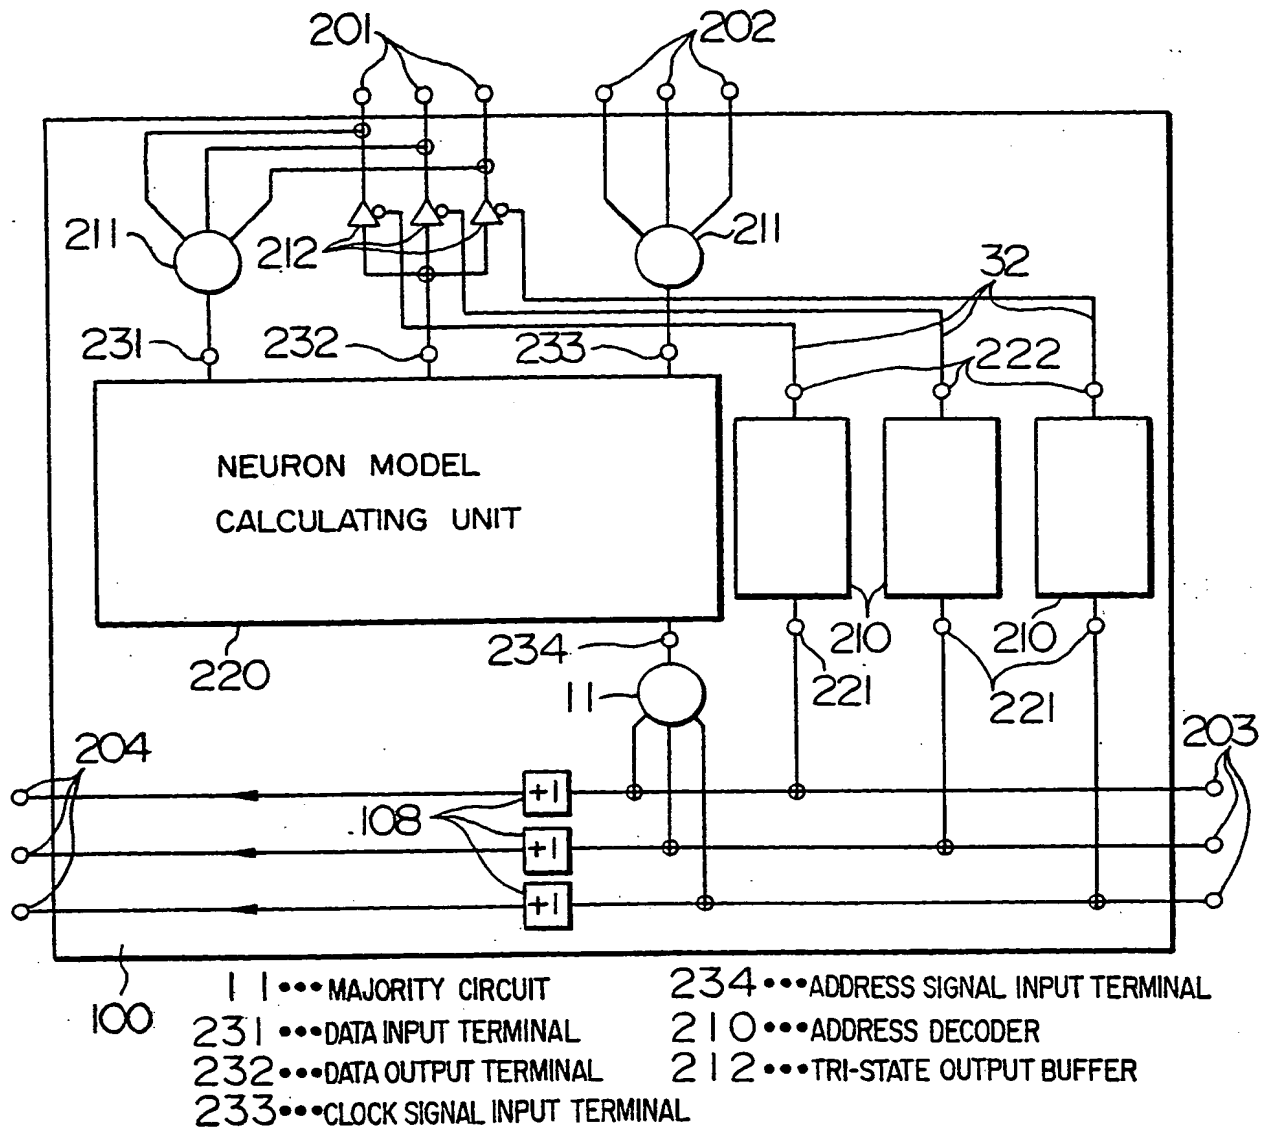 201 202
211 212 211
32
231 232 233 222
NEURON MODEL
CALCULATING UNIT
220 234 210 210
11 221 221
204 203
+1
.108
+1
+1
100
11•••MAJORITY CIRCUIT
231•••DATA INPUT TERMINAL
232•••DATA OUTPUT TERMINAL
233•••CLOCK SIGNAL INPUT TERMINAL
234•••ADDRESS SIGNAL INPUT TERMINAL
210•••ADDRESS DECODER
212•••TRI-STATE OUTPUT BUFFER